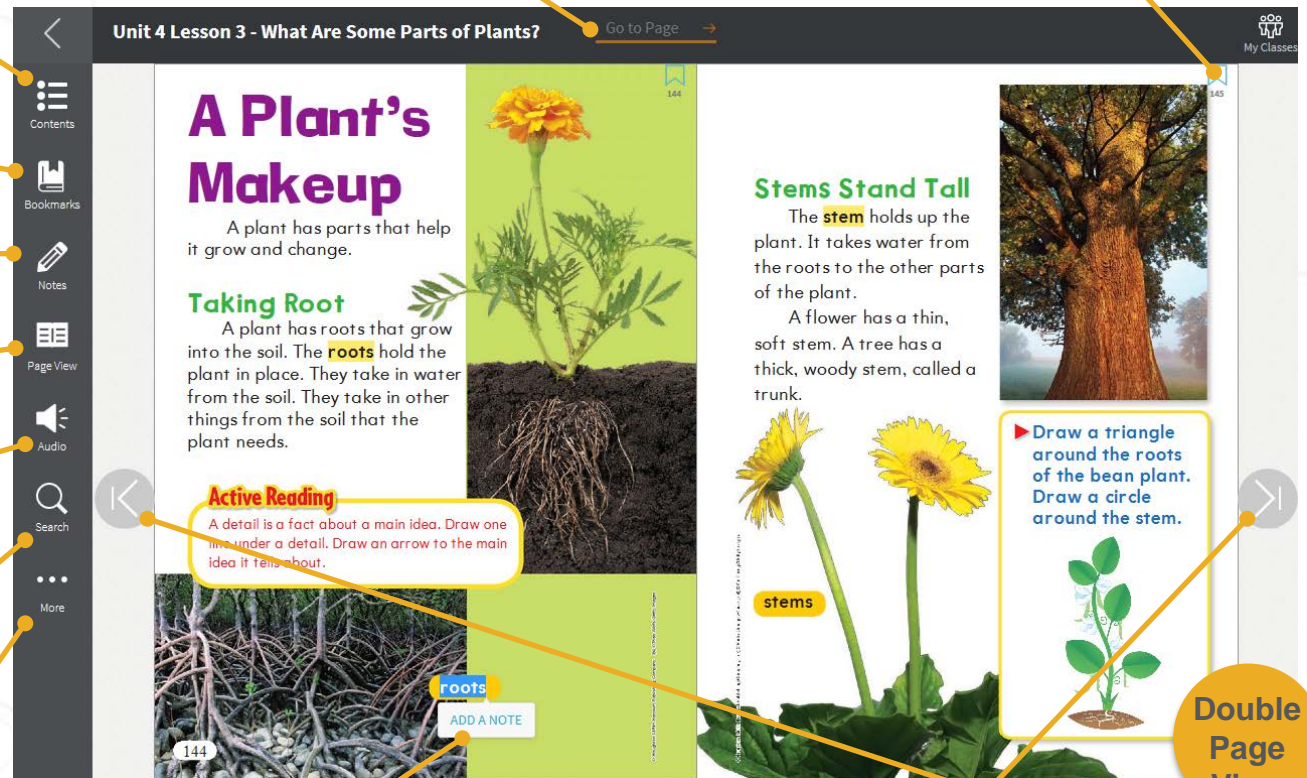 Unit 4 Lesson 3 - What Are Some Parts of Plants?
Go to Page →
My Classes
Contents
Bookmarks
Notes
Page View
Audio
Search
More
144
A Plant's
Makeup
A plant has parts that help
it grow and change.
Taking Root
A plant has roots that grow
into the soil. The roots hold the
plant in place. They take in water
from the soil. They take in other
things from the soil that the
plant needs.
Active Reading
A detail is a fact about a main idea. Draw one
line under a detail. Draw an arrow to the main
idea it tells about.
roots
ADD A NOTE
144
145
Stems Stand Tall
The stem holds up the
plant. It takes water from
the roots to the other parts
of the plant.
A flower has a thin,
soft stem. A tree has a
thick, woody stem, called a
trunk.
stems
Draw a triangle
around the roots
of the bean plant.
Draw a circle
around the stem.
Double
Page